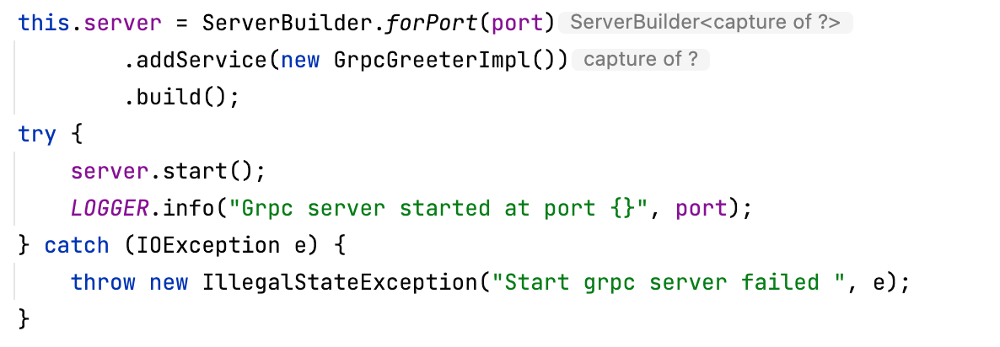 this.server = ServerBuilder.forPort(port) ServerBuilder<capture of ?>
        .addService(new GrpcGreeterImpl()) capture of ?
        .build();
try {
    server.start();
    LOGGER.info("Grpc server started at port {}", port);
} catch (IOException e) {
    throw new IllegalStateException("Start grpc server failed ", e);
}